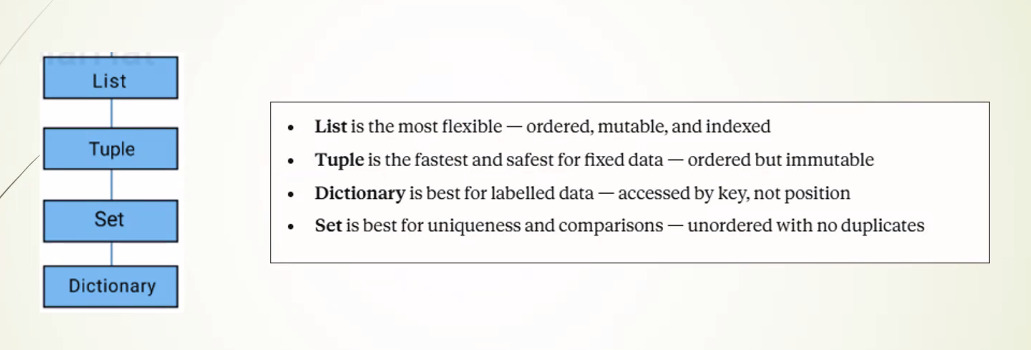 List
Tuple
Set
Dictionary
• List is the most flexible — ordered, mutable, and indexed
• Tuple is the fastest and safest for fixed data — ordered but immutable
• Dictionary is best for labelled data — accessed by key, not position
• Set is best for uniqueness and comparisons — unordered with no duplicates